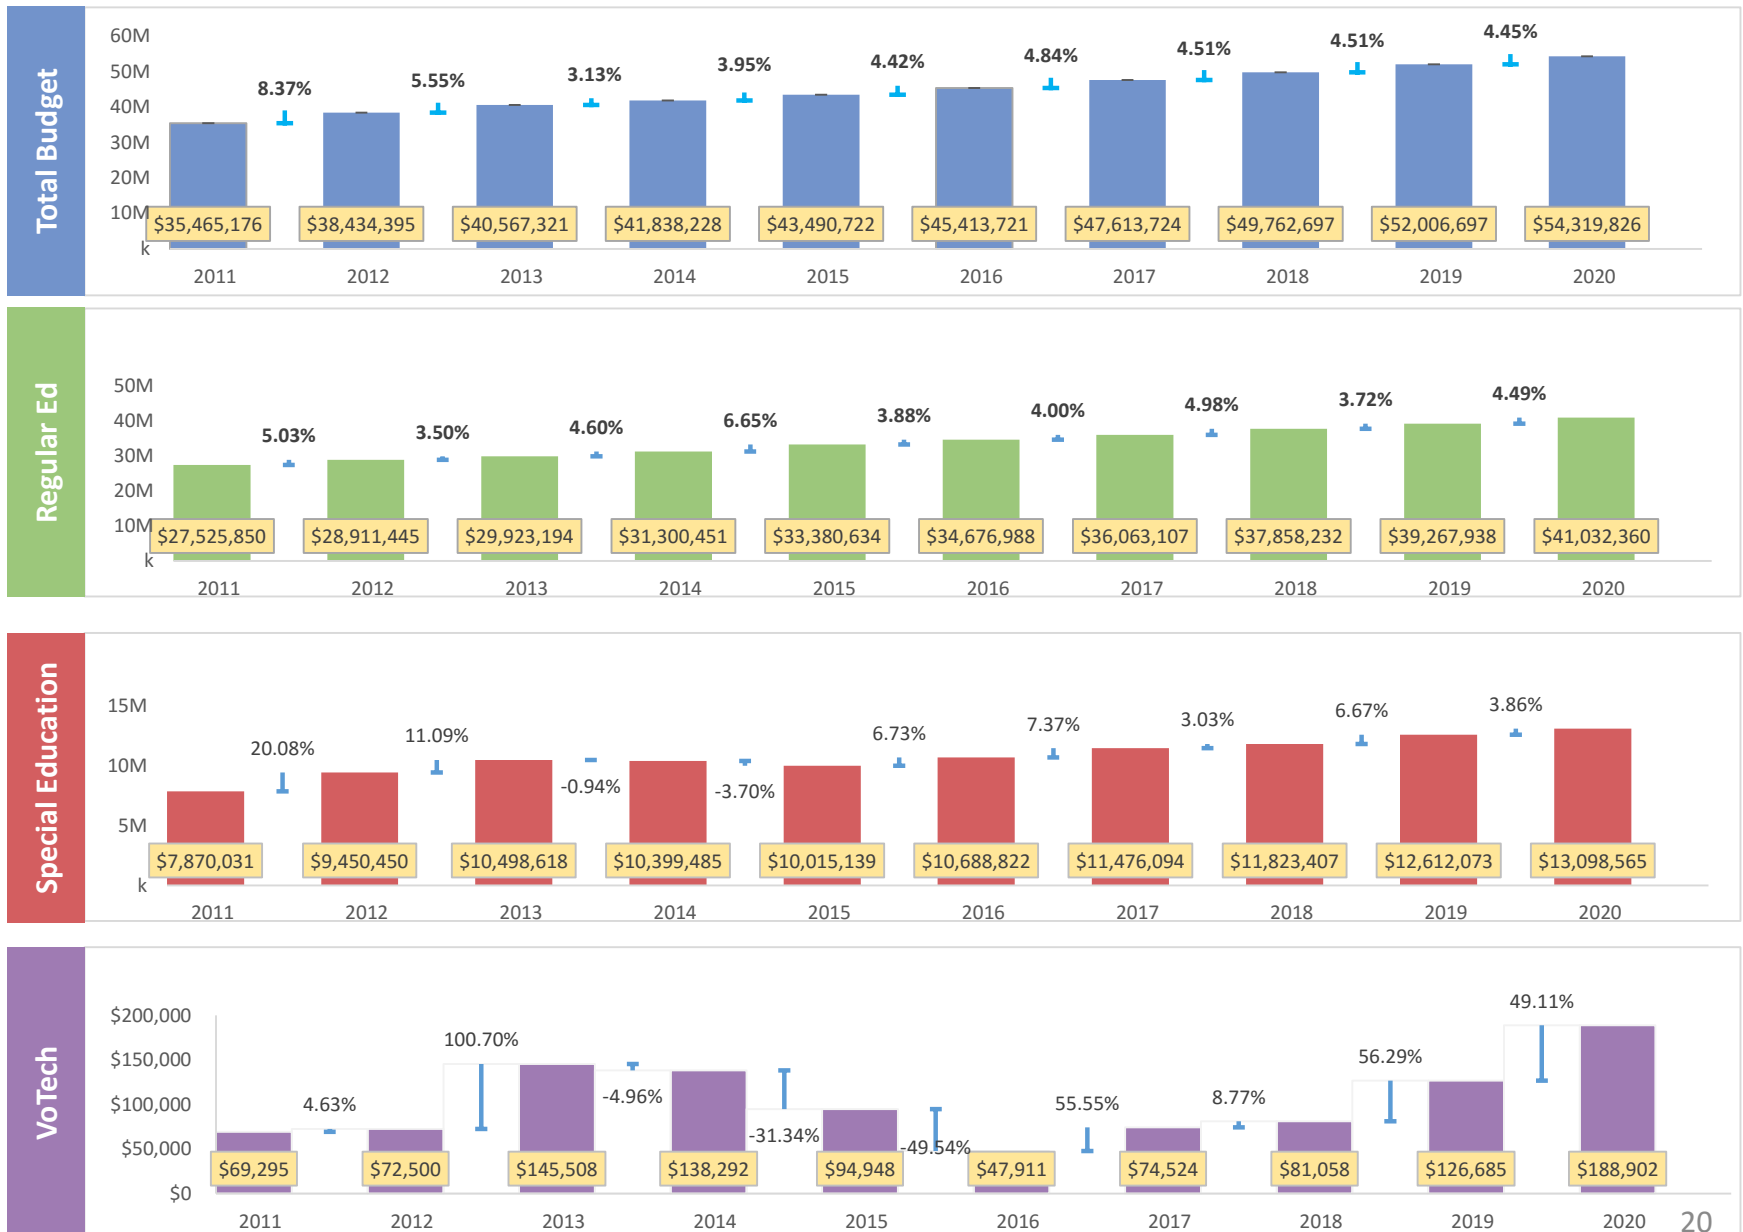 Total Budget
60M
50M
40M
30M
20M
10M
k
8.37%
5.55%
3.13%
3.95%
4.42%
4.84%
4.51%
4.51%
4.45%
$35,465,176 $38,434,395 $40,567,321 $41,838,228 $43,490,722 $45,413,721 $47,613,724 $49,762,697 $52,006,697 $54,319,826
2011 2012 2013 2014 2015 2016 2017 2018 2019 2020
Regular Ed
50M
40M
30M
20M
10M
k
5.03%
3.50%
4.60%
6.65%
3.88%
4.00%
4.98%
3.72%
4.49%
$27,525,850 $28,911,445 $29,923,194 $31,300,451 $33,380,634 $34,676,988 $36,063,107 $37,858,232 $39,267,938 $41,032,360
2011 2012 2013 2014 2015 2016 2017 2018 2019 2020
Special Education
15M
10M
5M
k
20.08%
11.09%
-0.94%
-3.70%
6.73%
7.37%
3.03%
6.67%
3.86%
$7,870,031 $9,450,450 $10,498,618 $10,399,485 $10,015,139 $10,688,822 $11,476,094 $11,823,407 $12,612,073 $13,098,565
2011 2012 2013 2014 2015 2016 2017 2018 2019 2020
VoTech
$200,000
$150,000
$100,000
$50,000
$0
4.63%
100.70%
-4.96%
-31.34%
-49.54%
55.55%
8.77%
56.29%
49.11%
$69,295 $72,500 $145,508 $138,292 $94,948 $47,911 $74,524 $81,058 $126,685 $188,902
2011 2012 2013 2014 2015 2016 2017 2018 2019 2020
20